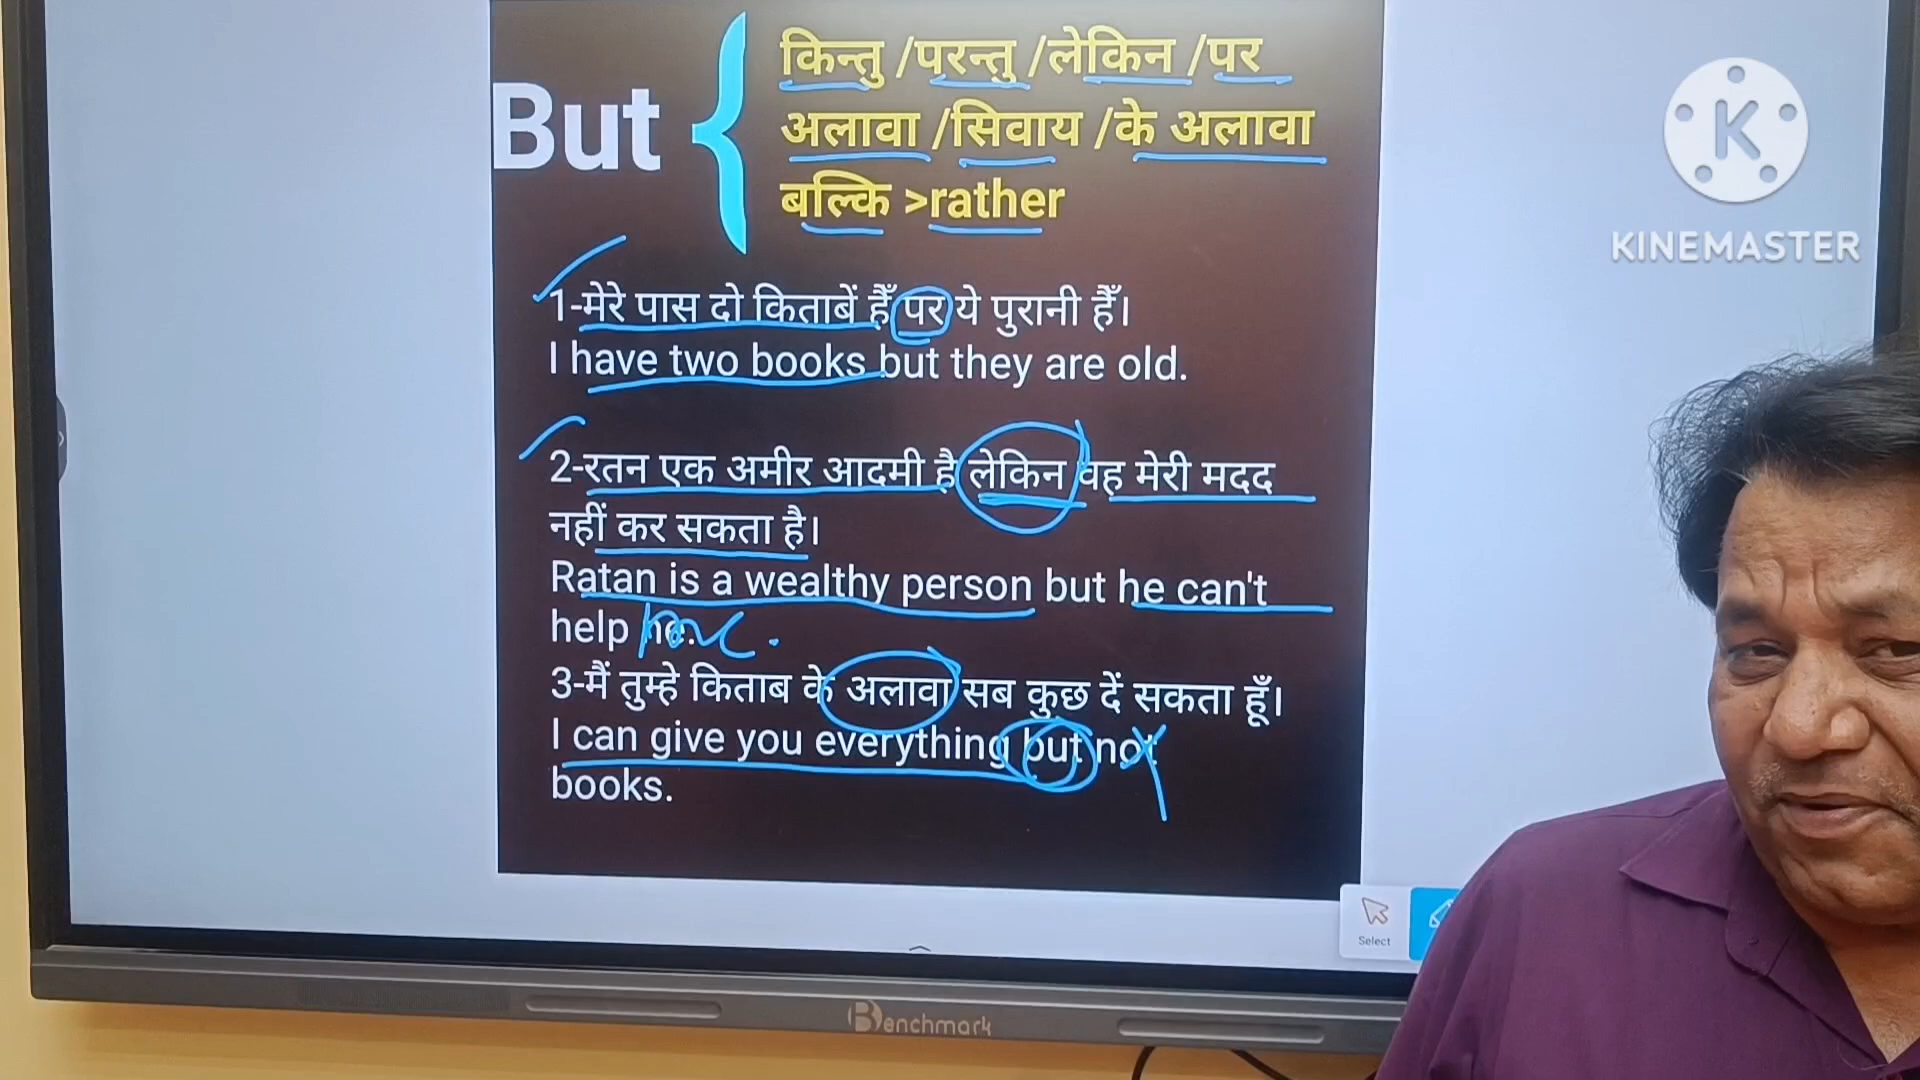 But
किन्तु /परन्तु /लेकिन /पर
अलावा /सिवाय /के अलावा
बल्कि >rather
1-मेरे पास दो किताबें हैँ पर ये पुरानी हैँ।
I have two books but they are old.
2-रतन एक अमीर आदमी है लेकिन वह मेरी मदद
नहीं कर सकता है।
Ratan is a wealthy person but he can't
help me.
3-मैं तुम्हे किताब के अलावा सब कुछ दें सकता हूँ।
I can give you everything but not
books.
K
KINEMASTER
Select
Benchmark